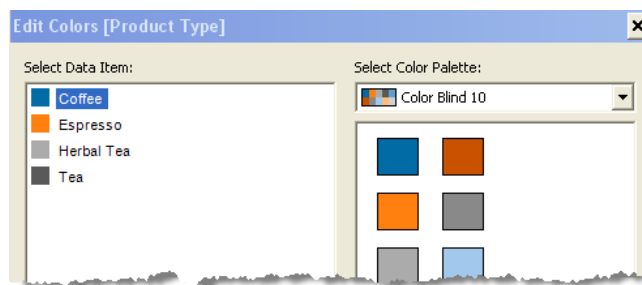 Edit Colors [Product Type]
Select Data Item:
Coffee
Espresso
Herbal Tea
Tea
Select Color Palette:
Color Blind 10